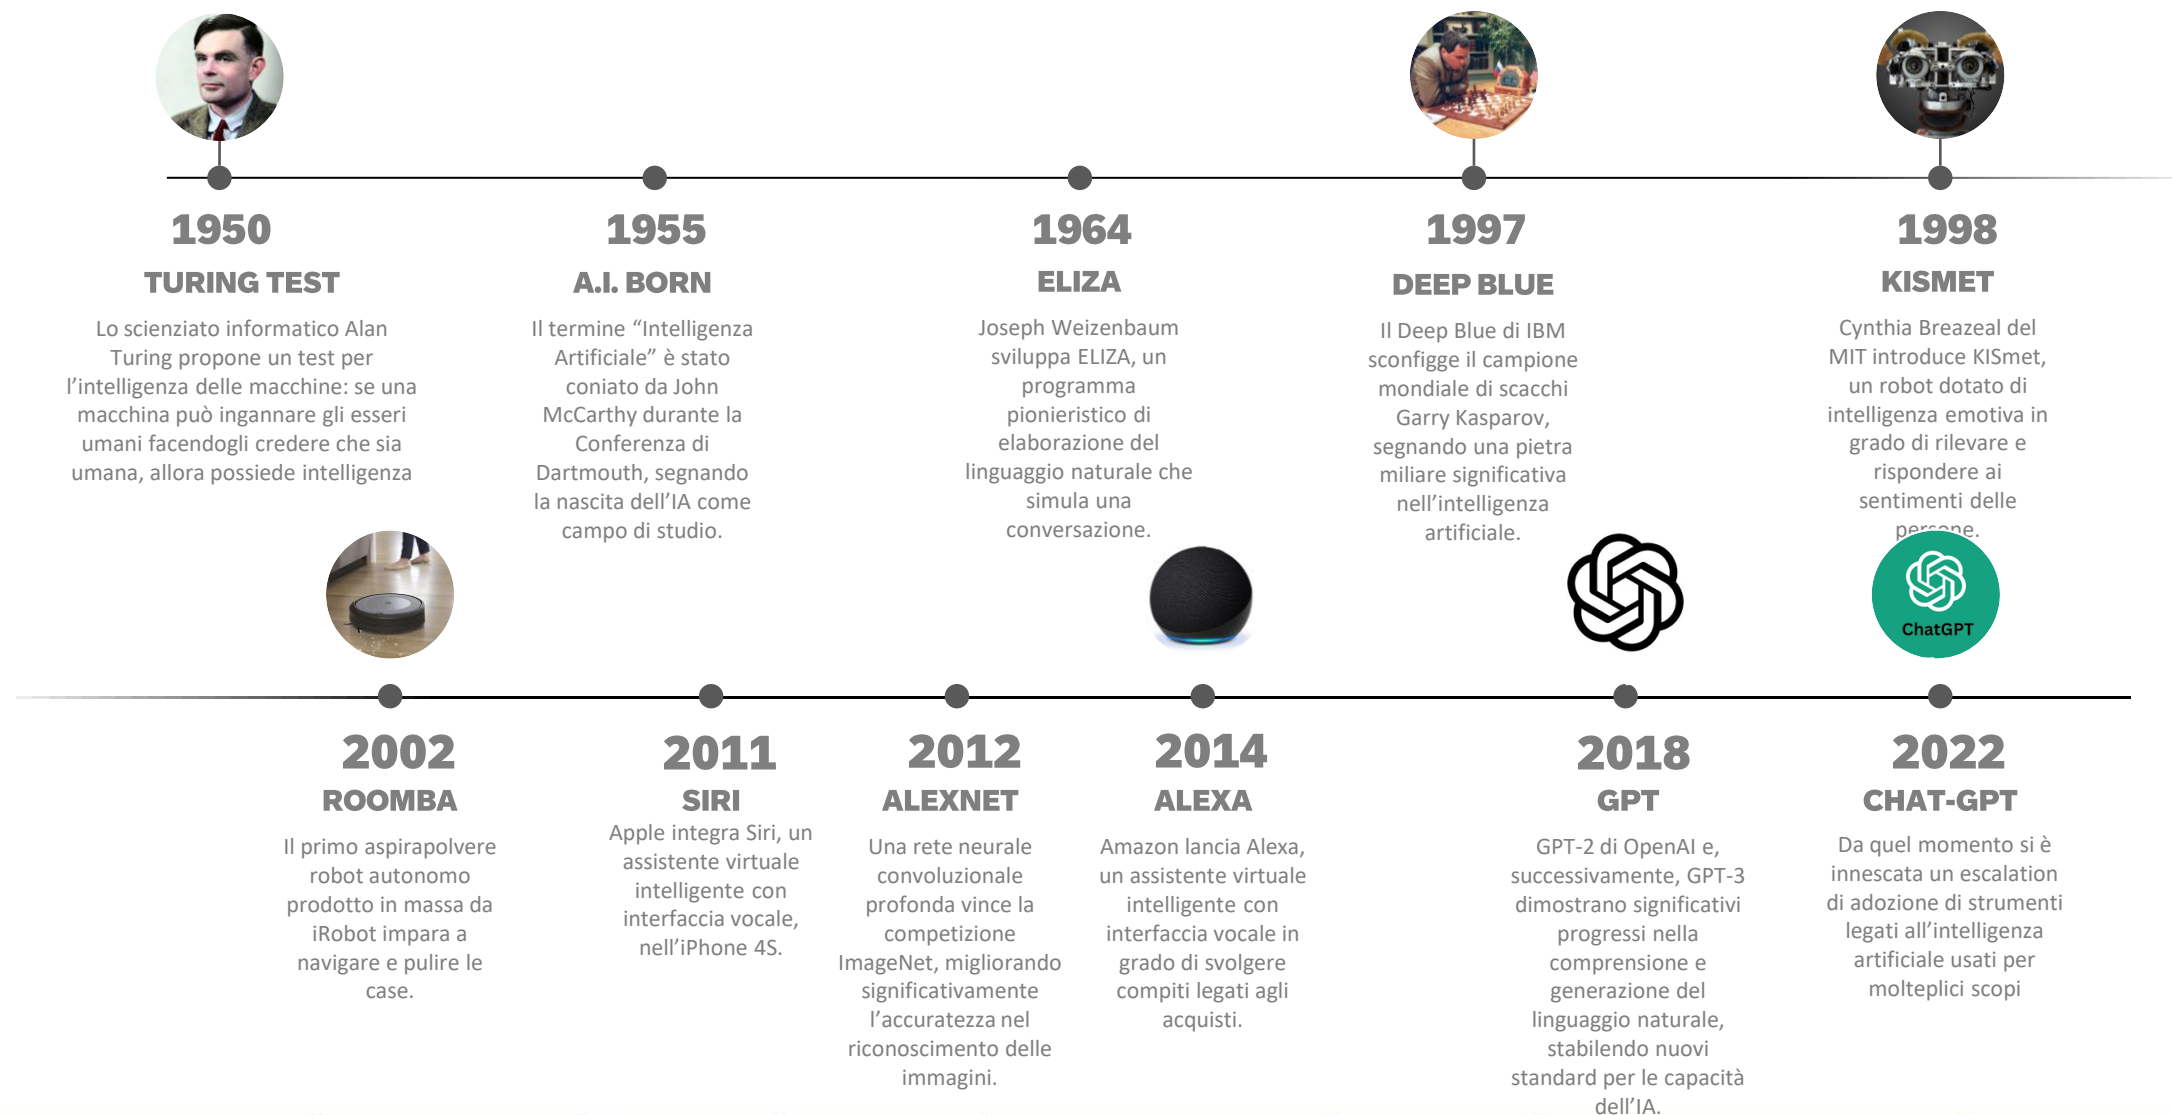 1950
TURING TEST
Lo scienziato informatico Alan
Turing propone un test per
l’intelligenza delle macchine: se una
macchina può ingannare gli esseri
umani facendogli credere che sia
umana, allora possiede intelligenza
1955
A.I. BORN
Il termine “Intelligenza
Artificiale” è stato
coniato da John
McCarthy durante la
Conferenza di
Dartmouth, segnando
la nascita dell’IA come
campo di studio.
1964
ELIZA
Joseph Weizenbaum
sviluppa ELIZA, un
programma
pionieristico di
elaborazione del
linguaggio naturale che
simula una
conversazione.
1997
DEEP BLUE
Il Deep Blue di IBM
sconfigge il campione
mondiale di scacchi
Garry Kasparov,
segnando una pietra
miliare significativa
nell’intelligenza
artificiale.
1998
KISMET
Cynthia Breazeal del
MIT introduce KISmet,
un robot dotato di
intelligenza emotiva in
grado di rilevare e
rispondere ai
sentimenti delle
persone.
2002
ROOMBA
Il primo aspirapolvere
robot autonomo
prodotto in massa da
iRobot impara a
navigare e pulire le
case.
2011
SIRI
Apple integra Siri, un
assistente virtuale
intelligente con
interfaccia vocale,
nell’iPhone 4S.
2012
ALEXNET
Una rete neurale
convoluzionale
profonda vince la
competizione
ImageNet, migliorando
significativamente
l’accuratezza nel
riconoscimento delle
immagini.
2014
ALEXA
Amazon lancia Alexa,
un assistente virtuale
intelligente con
interfaccia vocale in
grado di svolgere
compiti legati agli
acquisti.
2018
GPT
GPT-2 di OpenAI e,
successivamente, GPT-3
dimostrano significativi
progressi nella
comprensione e
generazione del
linguaggio naturale,
stabilendo nuovi
standard per le capacità
dell’IA.
ChatGPT
2022
CHAT-GPT
Da quel momento si è
innescata un escalation
di adozione di strumenti
legati all’intelligenza
artificiale usati per
molteplici scopi